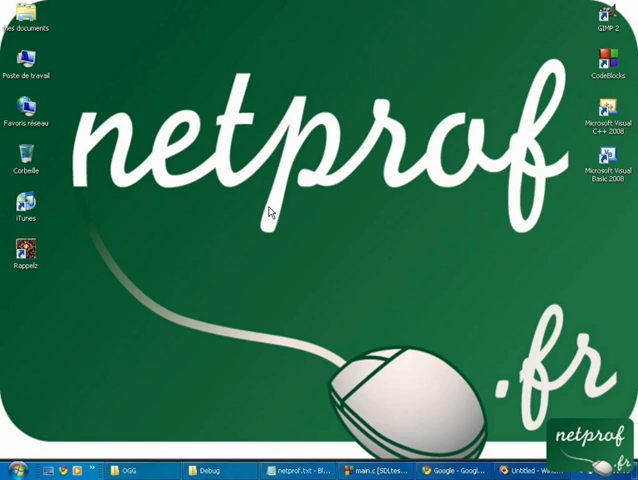 Mes documents
Poste de travail
Favoris réseau
Corbeille
iTunes
Rappelz
netprof
.fr
GIMP 2
CodeBlocks
Microsoft Visual
C++ 2008
Microsoft Visual
Basic 2008
netprof
.fr
OGG
Debug
netprof.txt - Bl...
main.c [SDLtes...
Google - Googl...
Untitled - Win...